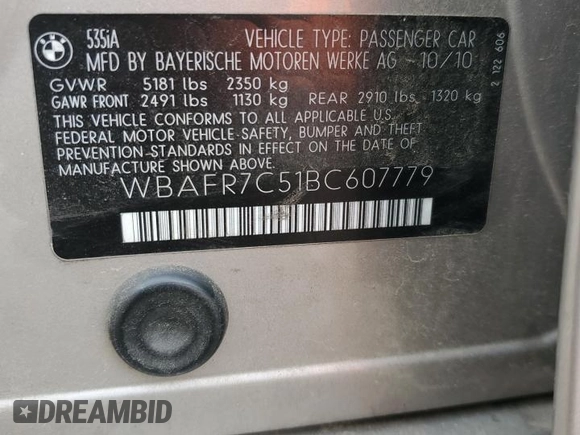 535iA VEHICLE TYPE: PASSENGER CAR
MFD BY BAYERISCHE MOTOREN WERKE AG - 10/10
GVWR 5181 lbs 2350 kg
GAWR FRONT 2491 lbs 1130 kg REAR 2910 lbs - 1320 kg
THIS VEHICLE CONFORMS TO ALL APPLICABLE U.S.
FEDERAL MOTOR VEHICLE-SAFETY, BUMPER AND THEFT
PREVENTION-STANDARDS IN EFFECT ON THE DATE OF
MANUFACTURE SHOWN ABOVE.
WBAFR7C51BC607779
2 122 606
BMW
DREAMBID